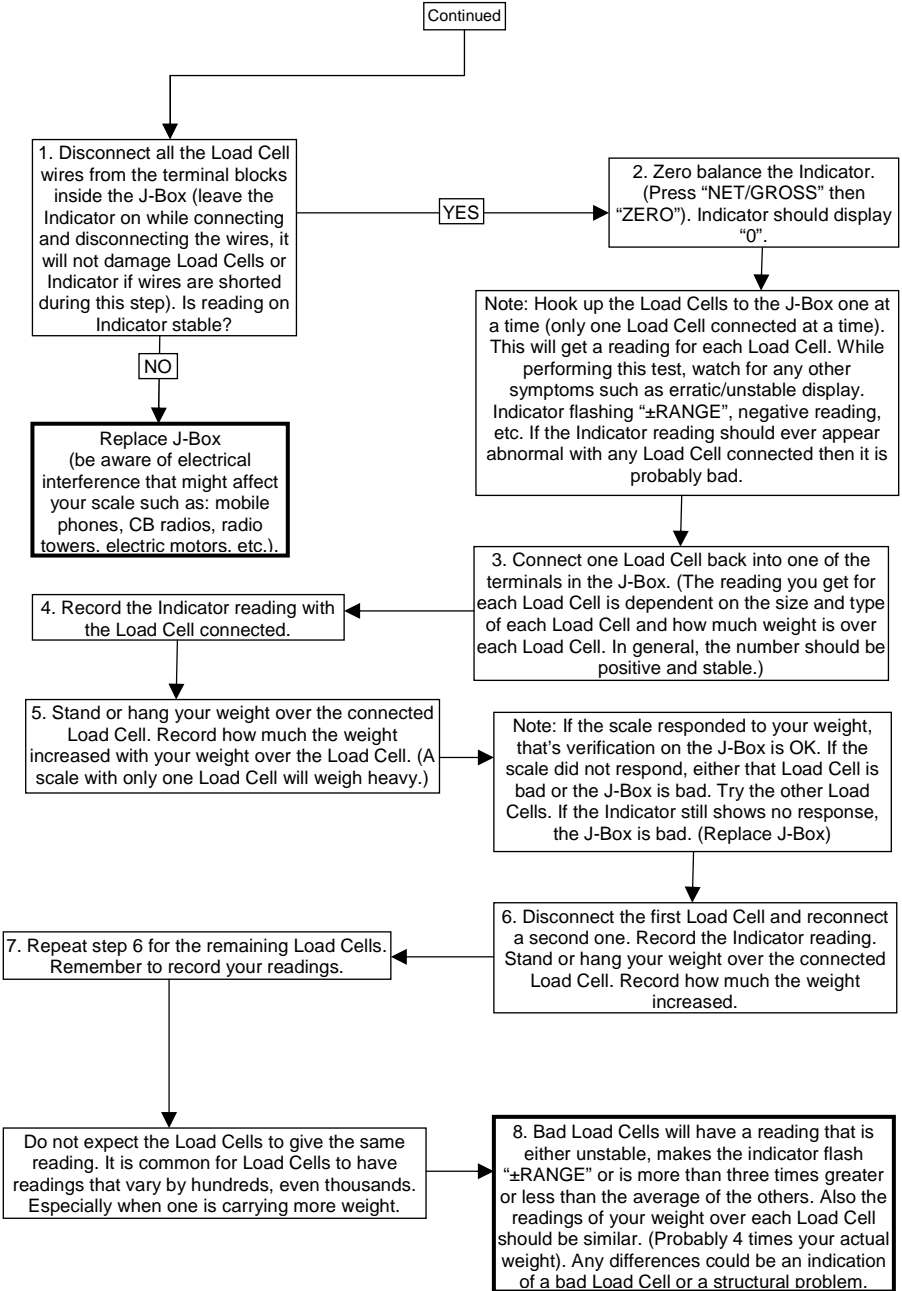 Continued
1. Disconnect all the Load Cell
wires from the terminal blocks
inside the J-Box (leave the
Indicator on while connecting
and disconnecting the wires, it
will not damage Load Cells or
Indicator if wires are shorted
during this step). Is reading on
Indicator stable?
YES
2. Zero balance the Indicator.
(Press “NET/GROSS” then
“ZERO”). Indicator should display
“0”.
NO
Replace J-Box
(be aware of electrical
interference that might affect
your scale such as: mobile
phones, CB radios, radio
towers, electric motors, etc.).
Note: Hook up the Load Cells to the J-Box one at
a time (only one Load Cell connected at a time).
This will get a reading for each Load Cell. While
performing this test, watch for any other
symptoms such as erratic/unstable display.
Indicator flashing “±RANGE”, negative reading,
etc. If the Indicator reading should ever appear
abnormal with any Load Cell connected then it is
probably bad.
3. Connect one Load Cell back into one of the
terminals in the J-Box. (The reading you get for
each Load Cell is dependent on the size and type
of each Load Cell and how much weight is over
each Load Cell. In general, the number should be
positive and stable.)
4. Record the Indicator reading with
the Load Cell connected.
5. Stand or hang your weight over the connected
Load Cell. Record how much the weight
increased with your weight over the Load Cell. (A
scale with only one Load Cell will weigh heavy.)
Note: If the scale responded to your weight,
that’s verification on the J-Box is OK. If the
scale did not respond, either that Load Cell is
bad or the J-Box is bad. Try the other Load
Cells. If the Indicator still shows no response,
the J-Box is bad. (Replace J-Box)
6. Disconnect the first Load Cell and reconnect
a second one. Record the Indicator reading.
Stand or hang your weight over the connected
Load Cell. Record how much the weight
increased.
7. Repeat step 6 for the remaining Load Cells.
Remember to record your readings.
Do not expect the Load Cells to give the same
reading. It is common for Load Cells to have
readings that vary by hundreds, even thousands.
Especially when one is carrying more weight.
8. Bad Load Cells will have a reading that is
either unstable, makes the indicator flash
“±RANGE” or is more than three times greater
or less than the average of the others. Also the
readings of your weight over each Load Cell
should be similar. (Probably 4 times your actual
weight). Any differences could be an indication
of a bad Load Cell or a structural problem.